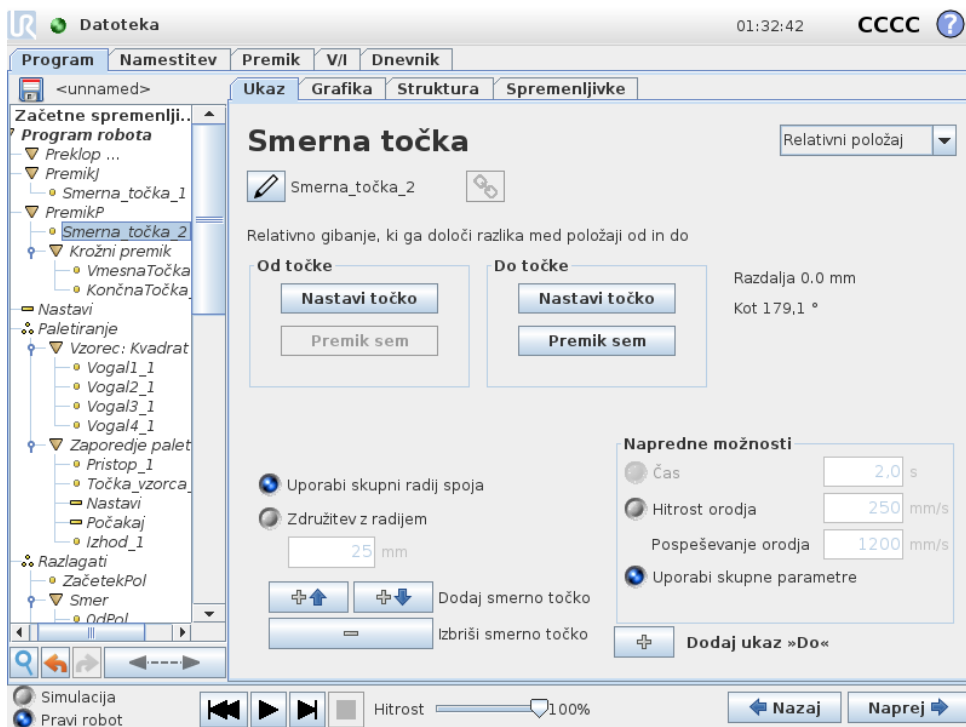 UR Datoteka 01:32:42 CCCC ?
Program Namestitev Premik V/I Dnevnik
<unnamed>
Ukaz Grafika Struktura Spremenljivke
Začetne spremenlji..
Program robota
Preklop ...
PremikJ
Smerna_točka_1
PremikP
Smerna_točka_2
Krožni premik
VmesnaTočka
KončnaTočka_
Nastavi
Paletiranje
Vzorec: Kvadrat
Vogal1_1
Vogal2_1
Vogal3_1
Vogal4_1
Zaporedje palet
Pristop_1
Točka_vzorca_
Nastavi
Počakaj
Izhod_1
Razlagati
ZačetekPol
Smer
OdPol
Smerna točka
Relativni položaj
Smerna_točka_2
Relativno gibanje, ki ga določi razlika med položaji od in do
Od točke
Nastavi točko
Premik sem
Do točke
Nastavi točko
Premik sem
Razdalja 0.0 mm
Kot 179,1 °
Uporabi skupni radij spoja
Združitev z radijem
25 mm
Dodaj smerno točko
Izbriši smerno točko
Napredne možnosti
Čas 2,0 s
Hitrost orodja 250 mm/s
Pospeševanje orodja 1200 mm/s
Uporabi skupne parametre
Dodaj ukaz »Do«
Simulacija
Pravi robot
Hitrost 100%
Nazaj Naprej